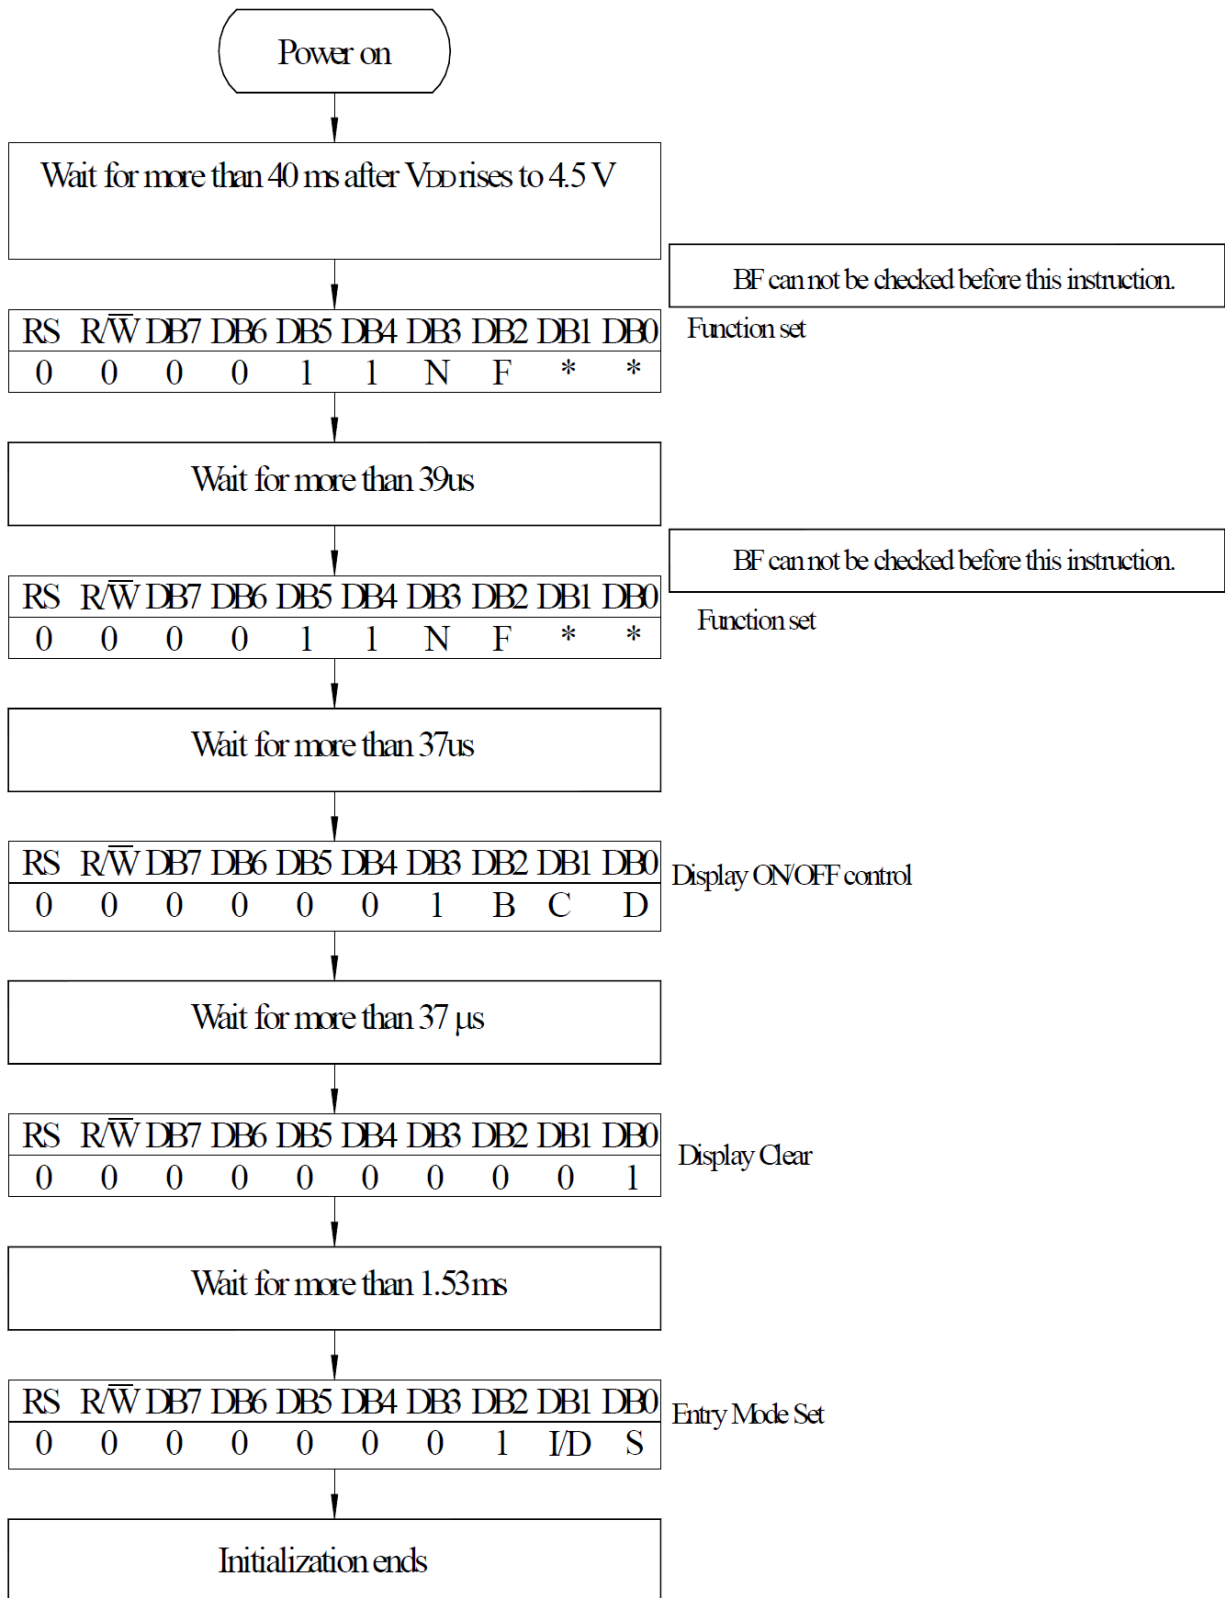 Power on
Wait for more than 40 ms after VDD rises to 4.5 V
BF can not be checked before this instruction.
RS R/W̅ DB7 DB6 DB5 DB4 DB3 DB2 DB1 DB0
Function set
0 0 0 0 1 1 N F * *
Wait for more than 39us
BF can not be checked before this instruction.
RS R/W̅ DB7 DB6 DB5 DB4 DB3 DB2 DB1 DB0
Function set
0 0 0 0 1 1 N F * *
Wait for more than 37us
RS R/W̅ DB7 DB6 DB5 DB4 DB3 DB2 DB1 DB0
Display ON/OFF control
0 0 0 0 0 0 1 B C D
Wait for more than 37 μs
RS R/W̅ DB7 DB6 DB5 DB4 DB3 DB2 DB1 DB0
Display Clear
0 0 0 0 0 0 0 0 0 1
Wait for more than 1.53ms
RS R/W̅ DB7 DB6 DB5 DB4 DB3 DB2 DB1 DB0
Entry Mode Set
0 0 0 0 0 0 0 1 I/D S
Initialization ends